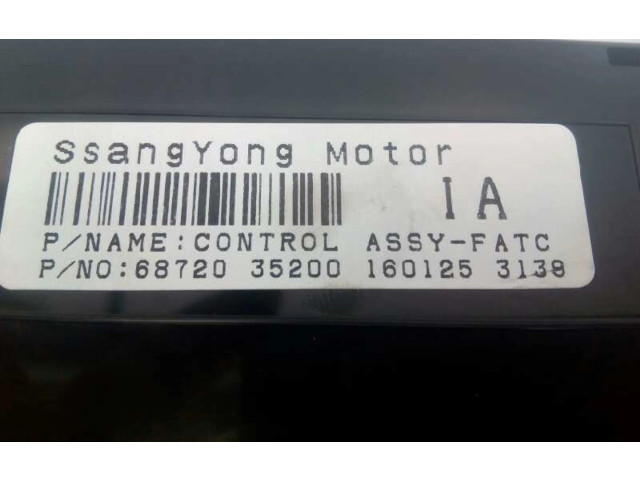 SsangYong Motor
IA
P/NAME:CONTROL ASSY-FATC
P/NO:68720 35200 160125 3138